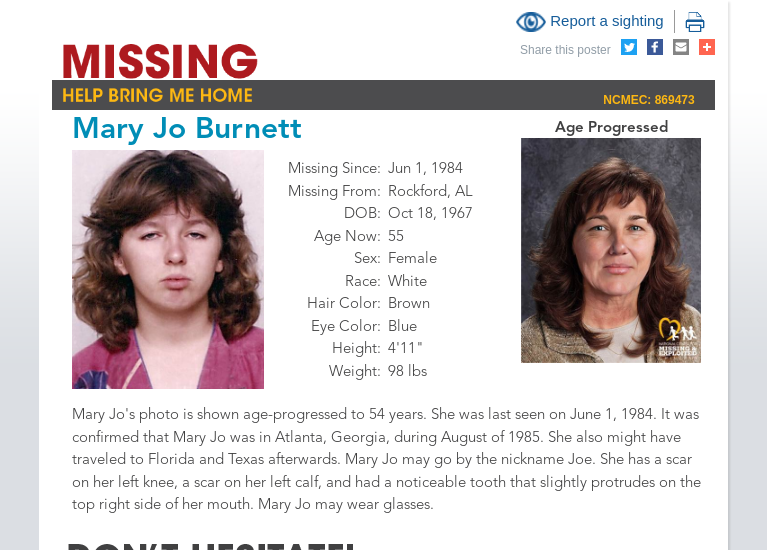 Report a sighting
Share this poster
MISSING
HELP BRING ME HOME
NCMEC: 869473
Mary Jo Burnett
Age Progressed
Missing Since: Jun 1, 1984
Missing From: Rockford, AL
DOB: Oct 18, 1967
Age Now: 55
Sex: Female
Race: White
Hair Color: Brown
Eye Color: Blue
Height: 4'11"
Weight: 98 lbs
MISSING &
EXPLOITED
Mary Jo's photo is shown age-progressed to 54 years. She was last seen on June 1, 1984. It was
confirmed that Mary Jo was in Atlanta, Georgia, during August of 1985. She also might have
traveled to Florida and Texas afterwards. Mary Jo may go by the nickname Joe. She has a scar
on her left knee, a scar on her left calf, and had a noticeable tooth that slightly protrudes on the
top right side of her mouth. Mary Jo may wear glasses.
DON'T HESITATE!